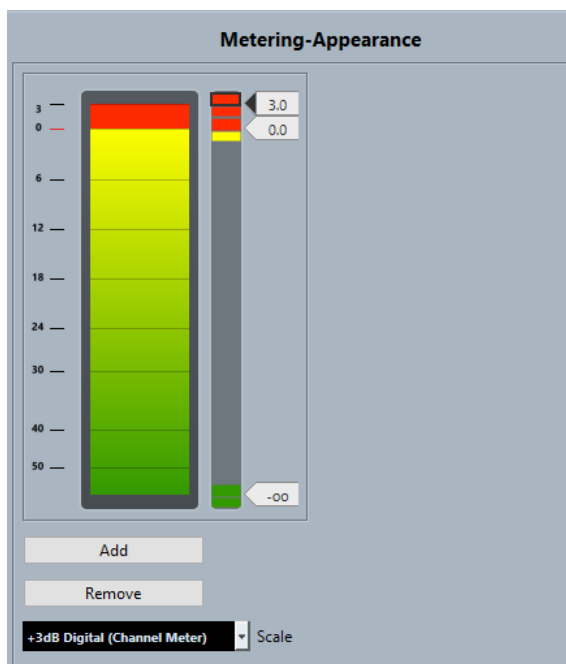 Metering-Appearance
3
3.0
0
0.0
6
12
18
24
30
40
50
-oo
Add
Remove
+3dB Digital (Channel Meter)
Scale